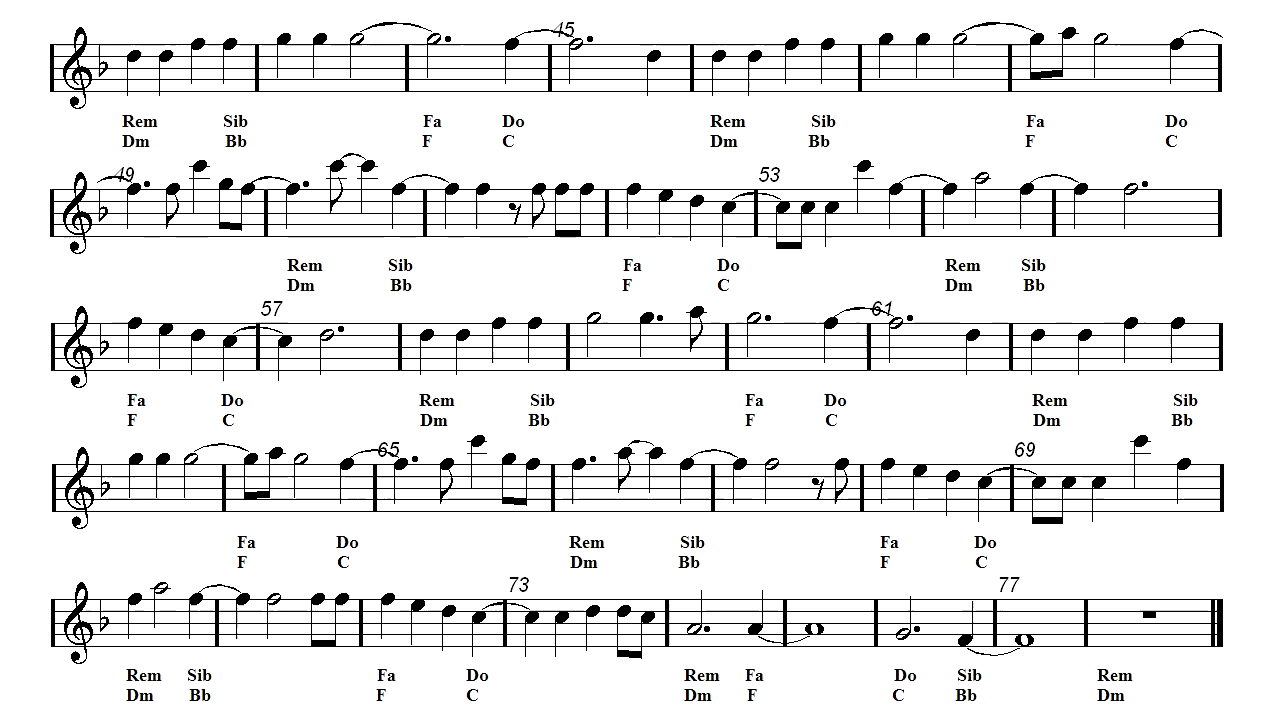 45
Rem Sib Fa Do Rem Sib Fa Do
Dm Bb F C Dm Bb F C
49 53
Rem Sib Fa Do Rem Sib
Dm Bb F C Dm Bb
57 61
Fa Do Rem Sib Fa Do Rem Sib
F C Dm Bb F C Dm Bb
65 69
Fa Do Rem Sib Fa Do
F C Dm Bb F C
73 77
Rem Sib Fa Do Rem Fa Do Sib Rem
Dm Bb F C Dm F C Bb Dm